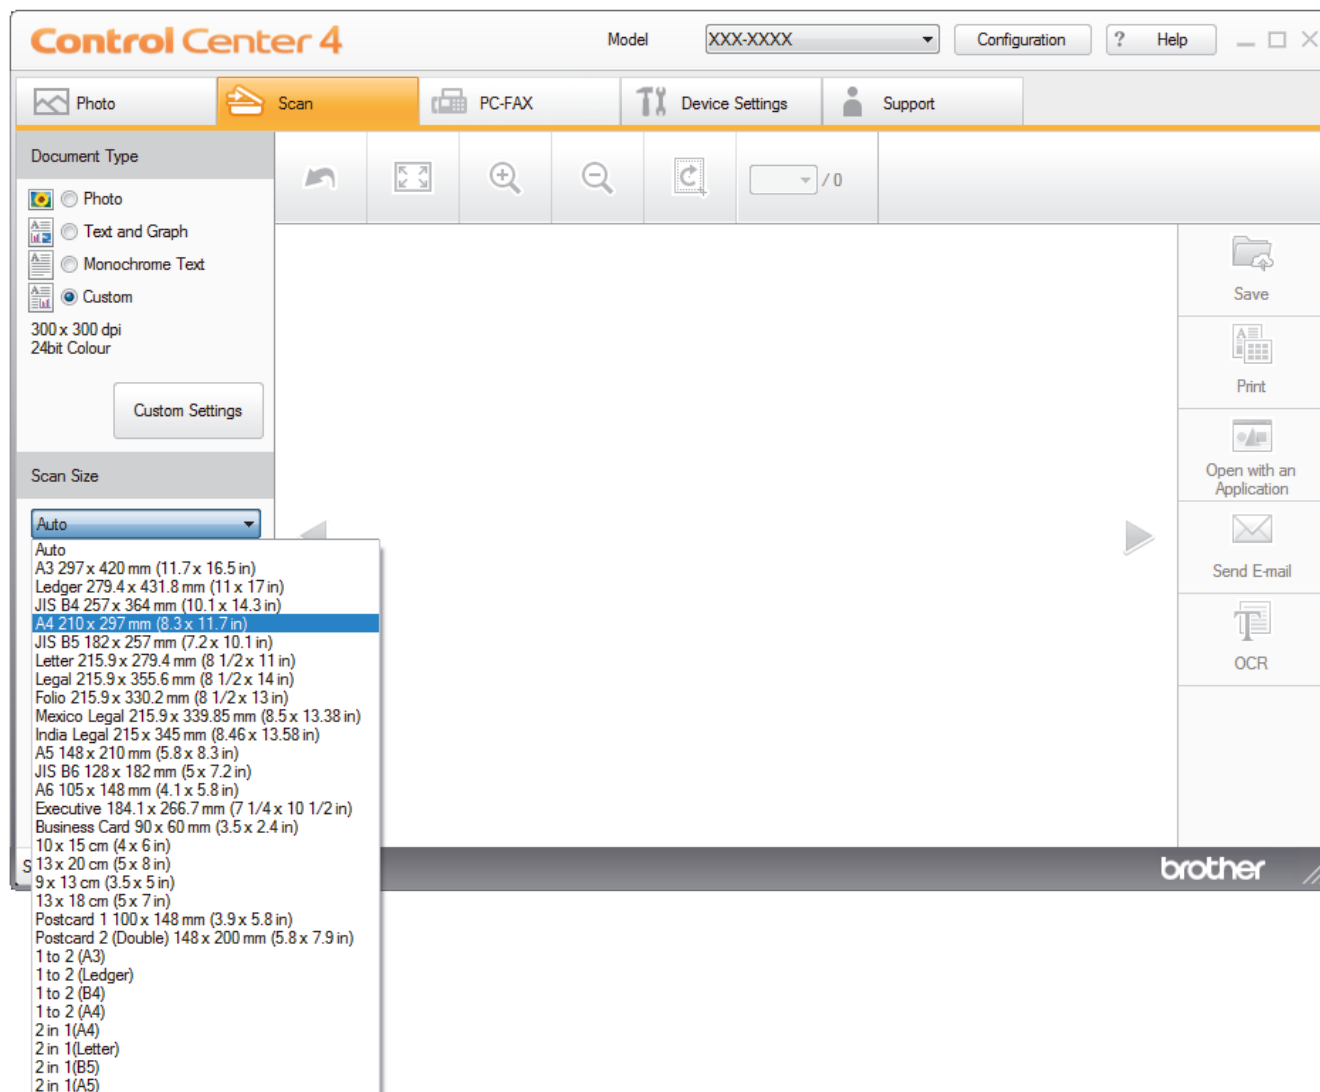 Control Center 4
Model
XXX-XXXX
Configuration
? Help
Photo
Scan
PC-FAX
Device Settings
Support
Document Type
Photo
Text and Graph
Monochrome Text
Custom
300 x 300 dpi
24bit Colour
Custom Settings
Scan Size
Auto
/ 0
Auto
A3 297 x 420 mm (11.7 x 16.5 in)
Ledger 279.4 x 431.8 mm (11 x 17 in)
JIS B4 257 x 364 mm (10.1 x 14.3 in)
A4 210 x 297 mm (8.3 x 11.7 in)
JIS B5 182 x 257 mm (7.2 x 10.1 in)
Letter 215.9 x 279.4 mm (8 1/2 x 11 in)
Legal 215.9 x 355.6 mm (8 1/2 x 14 in)
Folio 215.9 x 330.2 mm (8 1/2 x 13 in)
Mexico Legal 215.9 x 339.85 mm (8.5 x 13.38 in)
India Legal 215 x 345 mm (8.46 x 13.58 in)
A5 148 x 210 mm (5.8 x 8.3 in)
JIS B6 128 x 182 mm (5 x 7.2 in)
A6 105 x 148 mm (4.1 x 5.8 in)
Executive 184.1 x 266.7 mm (7 1/4 x 10 1/2 in)
Business Card 90 x 60 mm (3.5 x 2.4 in)
10 x 15 cm (4 x 6 in)
13 x 20 cm (5 x 8 in)
9 x 13 cm (3.5 x 5 in)
13 x 18 cm (5 x 7 in)
Postcard 1 100 x 148 mm (3.9 x 5.8 in)
Postcard 2 (Double) 148 x 200 mm (5.8 x 7.9 in)
1 to 2 (A3)
1 to 2 (Ledger)
1 to 2 (B4)
1 to 2 (A4)
2 in 1(A4)
2 in 1(Letter)
2 in 1(B5)
2 in 1(A5)
Save
Print
Open with an
Application
Send E-mail
OCR
brother